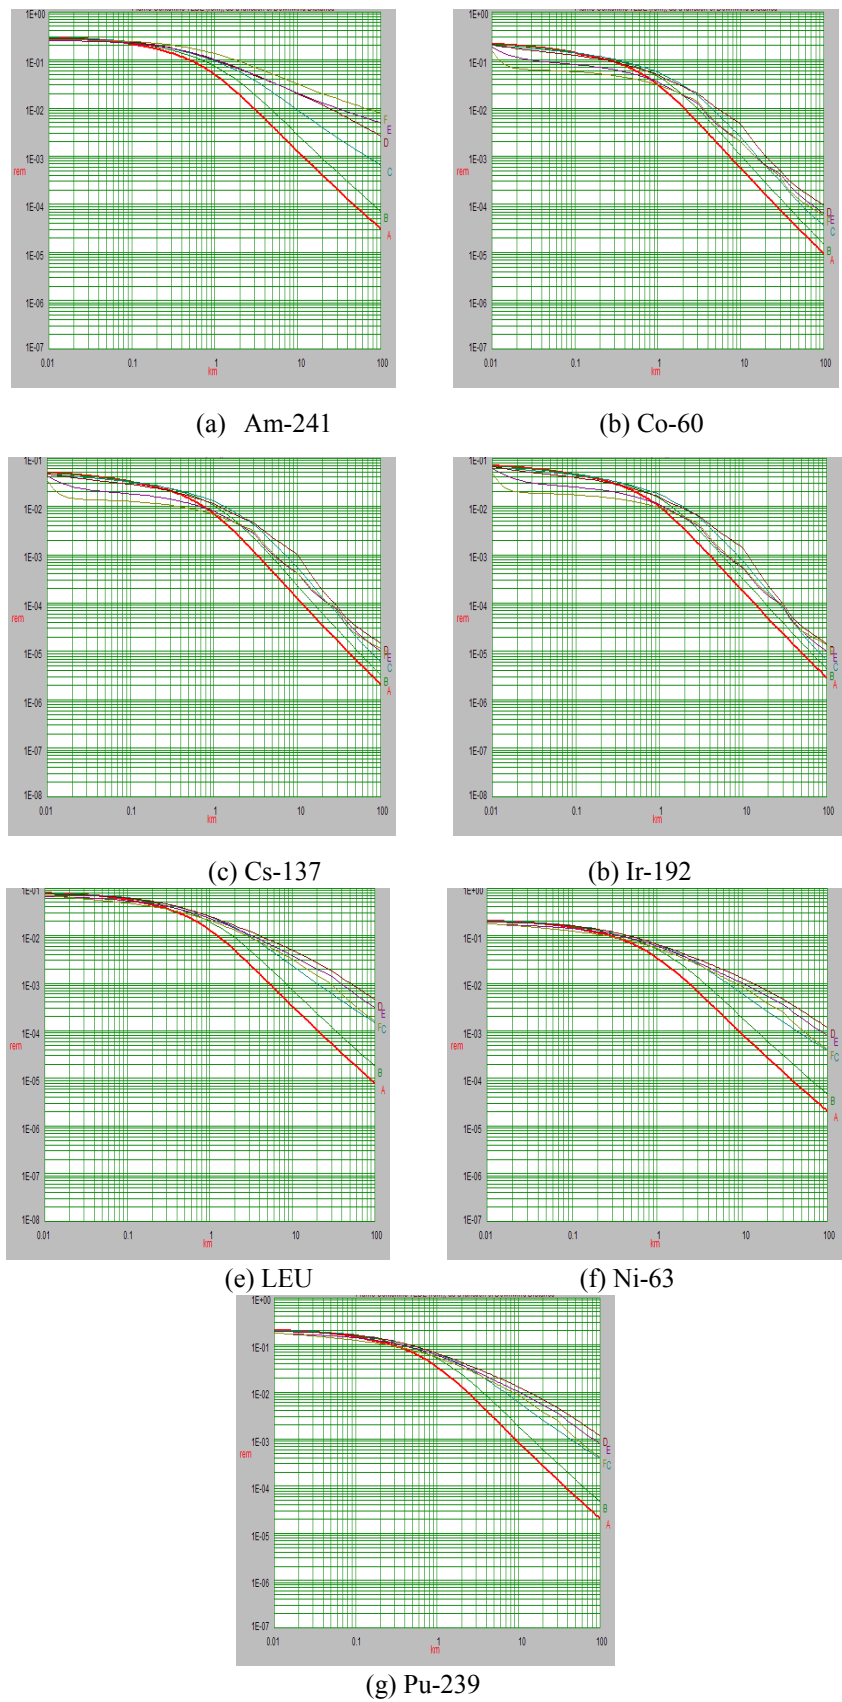 1E+00
1E-01
1E-02
1E-03
rem
1E-04
1E-05
1E-06
1E-07
0.01 0.1 1 10 100
km
F
E
D
C
B
A
(a) Am-241
1E+00
1E-01
1E-02
1E-03
rem
1E-04
1E-05
1E-06
1E-07
0.01 0.1 1 10 100
km
D
E
F
C
B
A
(b) Co-60
1E-01
1E-02
1E-03
1E-04
rem
1E-05
1E-06
1E-07
1E-08
0.01 0.1 1 10 100
km
D
E
C
B
A
(c) Cs-137
1E-01
1E-02
1E-03
1E-04
rem
1E-05
1E-06
1E-07
1E-08
0.01 0.1 1 10 100
km
D
E
C
B
A
(b) Ir-192
1E-01
1E-02
1E-03
1E-04
rem
1E-05
1E-06
1E-07
1E-08
0.01 0.1 1 10 100
km
D
E
F C
B
A
(e) LEU
1E+00
1E-01
1E-02
1E-03
rem
1E-04
1E-05
1E-06
1E-07
0.01 0.1 1 10 100
km
D
E
F C
B
A
(f) Ni-63
1E+00
1E-01
1E-02
1E-03
rem
1E-04
1E-05
1E-06
1E-07
0.01 0.1 1 10 100
km
D
E
F C
B
A
(g) Pu-239